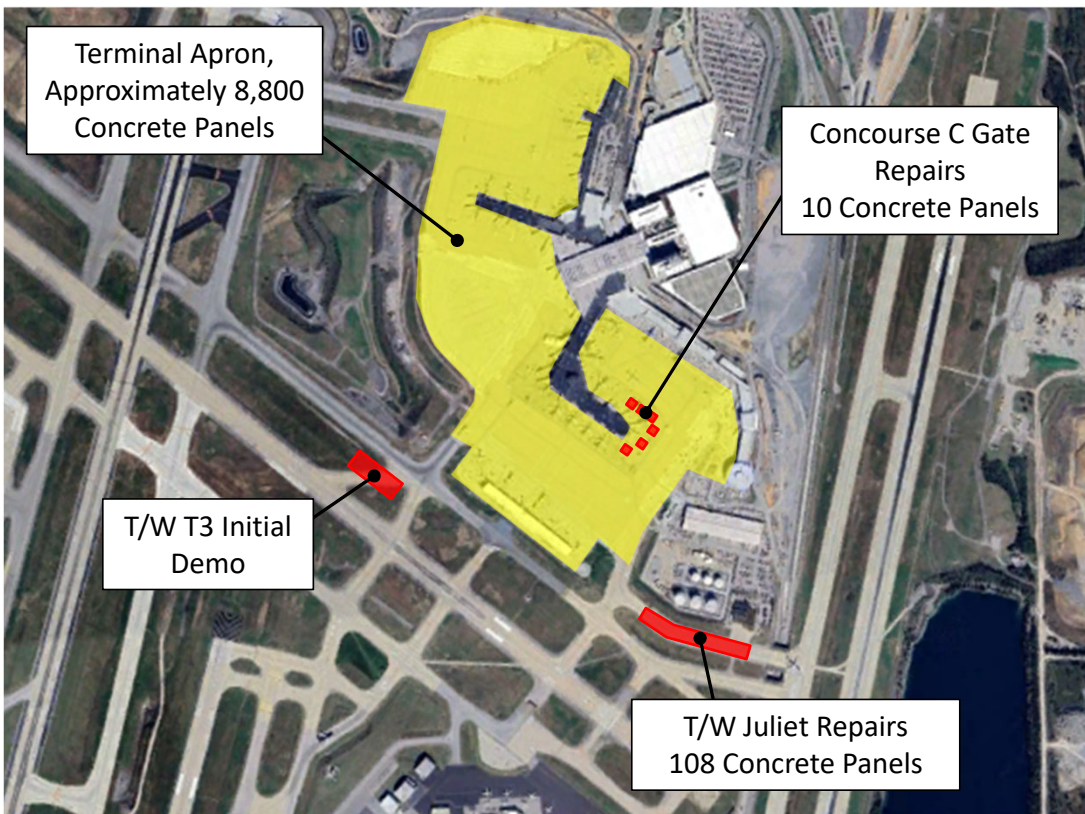 Terminal Apron,
Approximately 8,800
Concrete Panels
Concourse C Gate
Repairs
10 Concrete Panels
T/W T3 Initial
Demo
T/W Juliet Repairs
108 Concrete Panels